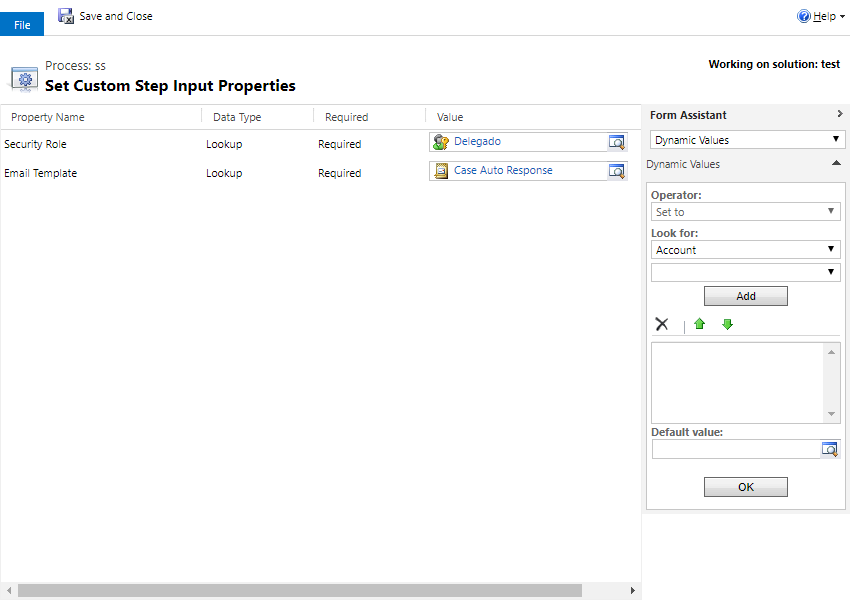 File
Save and Close
Help
Process: ss
Set Custom Step Input Properties
Working on solution: test
Property Name Data Type Required Value
Security Role Lookup Required Delegado
Email Template Lookup Required Case Auto Response
Form Assistant
Dynamic Values
Dynamic Values
Operator:
Set to
Look for:
Account
Add
Default value:
OK